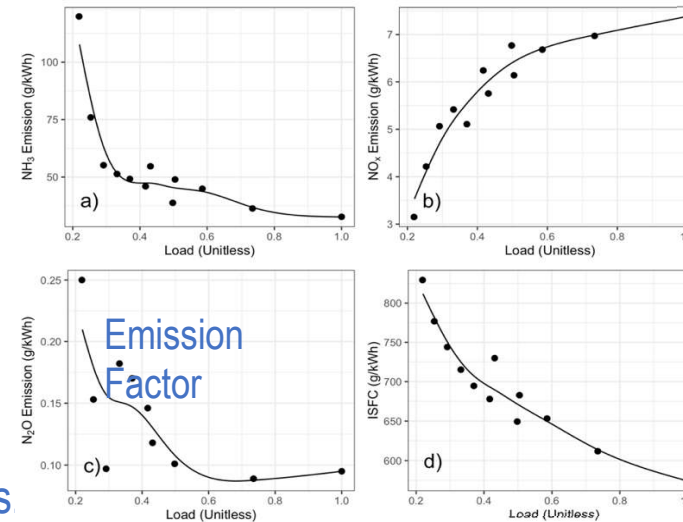 a)
NH₃ Emission (g/kWh)
100
75
50
0.2 0.4 0.6 0.8 1.0
Load (Unitless)
b)
NOₓ Emission (g/kWh)
7
6
5
4
3
0.2 0.4 0.6 0.8
Load (Unitless)
c)
N₂O Emission (g/kWh)
0.25
0.20
0.15
0.10
0.2 0.4 0.6 0.8 1.0
Load (Unitless)
Emission
Factor
d)
ISFC (g/kWh)
800
750
700
650
600
0.2 0.4 0.6 0.8
Load (Unitless)
s